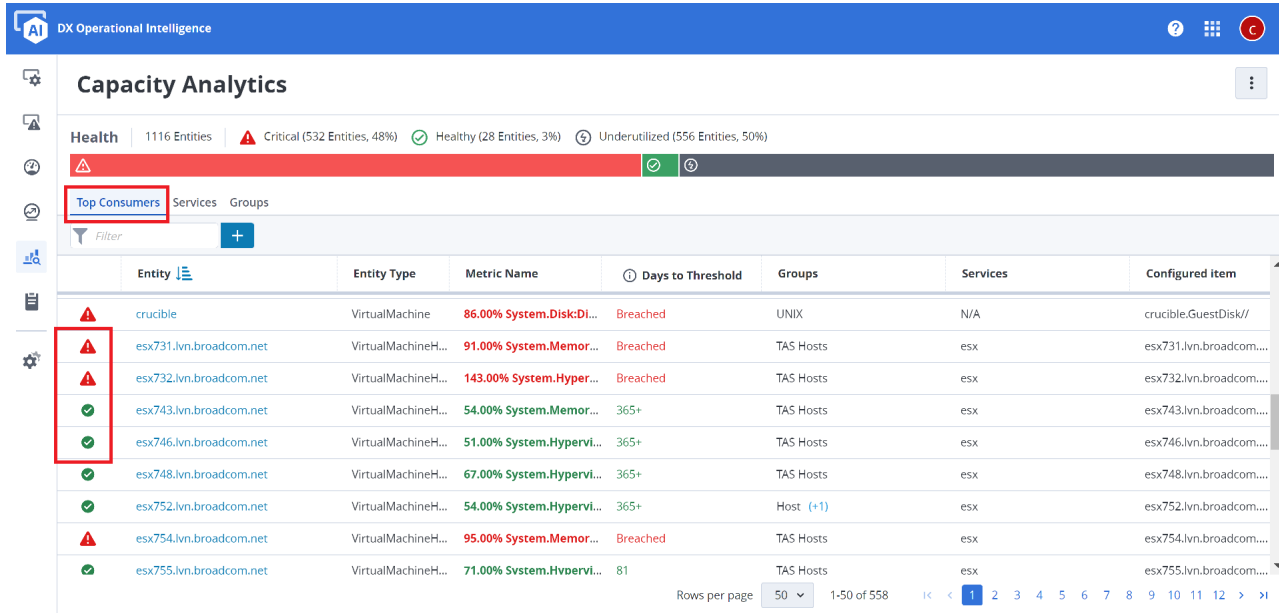 AI DX Operational Intelligence C
Capacity Analytics
Health 1116 Entities Critical (532 Entities, 48%) Healthy (28 Entities, 3%) Underutilized (556 Entities, 50%)
Top Consumers Services Groups
Filter +
Entity Entity Type Metric Name Days to Threshold Groups Services Configured item
crucible VirtualMachine 86.00% System.Disk:Di... Breached UNIX N/A crucible.GuestDisk//
esx731.lvn.broadcom.net VirtualMachineH... 91.00% System.Memor... Breached TAS Hosts esx esx731.lvn.broadcom....
esx732.lvn.broadcom.net VirtualMachineH... 143.00% System.Hyper... Breached TAS Hosts esx esx732.lvn.broadcom....
esx743.lvn.broadcom.net VirtualMachineH... 54.00% System.Memor... 365+ TAS Hosts esx esx743.lvn.broadcom....
esx746.lvn.broadcom.net VirtualMachineH... 51.00% System.Hypervi... 365+ TAS Hosts esx esx746.lvn.broadcom....
esx748.lvn.broadcom.net VirtualMachineH... 67.00% System.Hypervi... 365+ TAS Hosts esx esx748.lvn.broadcom....
esx752.lvn.broadcom.net VirtualMachineH... 54.00% System.Hypervi... 365+ Host (+1) esx esx752.lvn.broadcom....
esx754.lvn.broadcom.net VirtualMachineH... 95.00% System.Memor... Breached TAS Hosts esx esx754.lvn.broadcom....
esx755.lvn.broadcom.net VirtualMachineH... 71.00% System.Hypervi... 81 TAS Hosts esx esx755.lvn.broadcom....
Rows per page 50 1-50 of 558 1 2 3 4 5 6 7 8 9 10 11 12